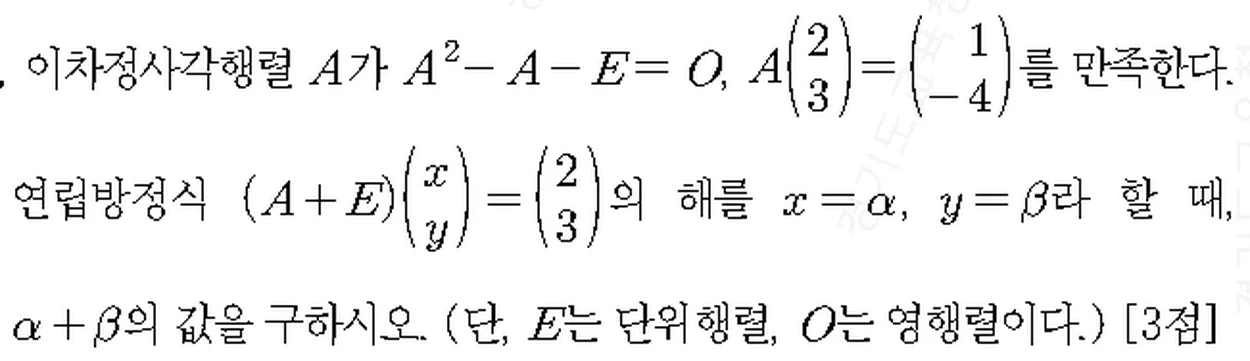 . 이차정사각행렬 A가 A² − A − E = O, A(2 3) = (1 −4)를 만족한다.
연립방정식 (A + E)(x y) = (2 3)의 해를 x = α, y = β라 할 때,
α + β의 값을 구하시오. (단, E는 단위행렬, O는 영행렬이다.) [3점]